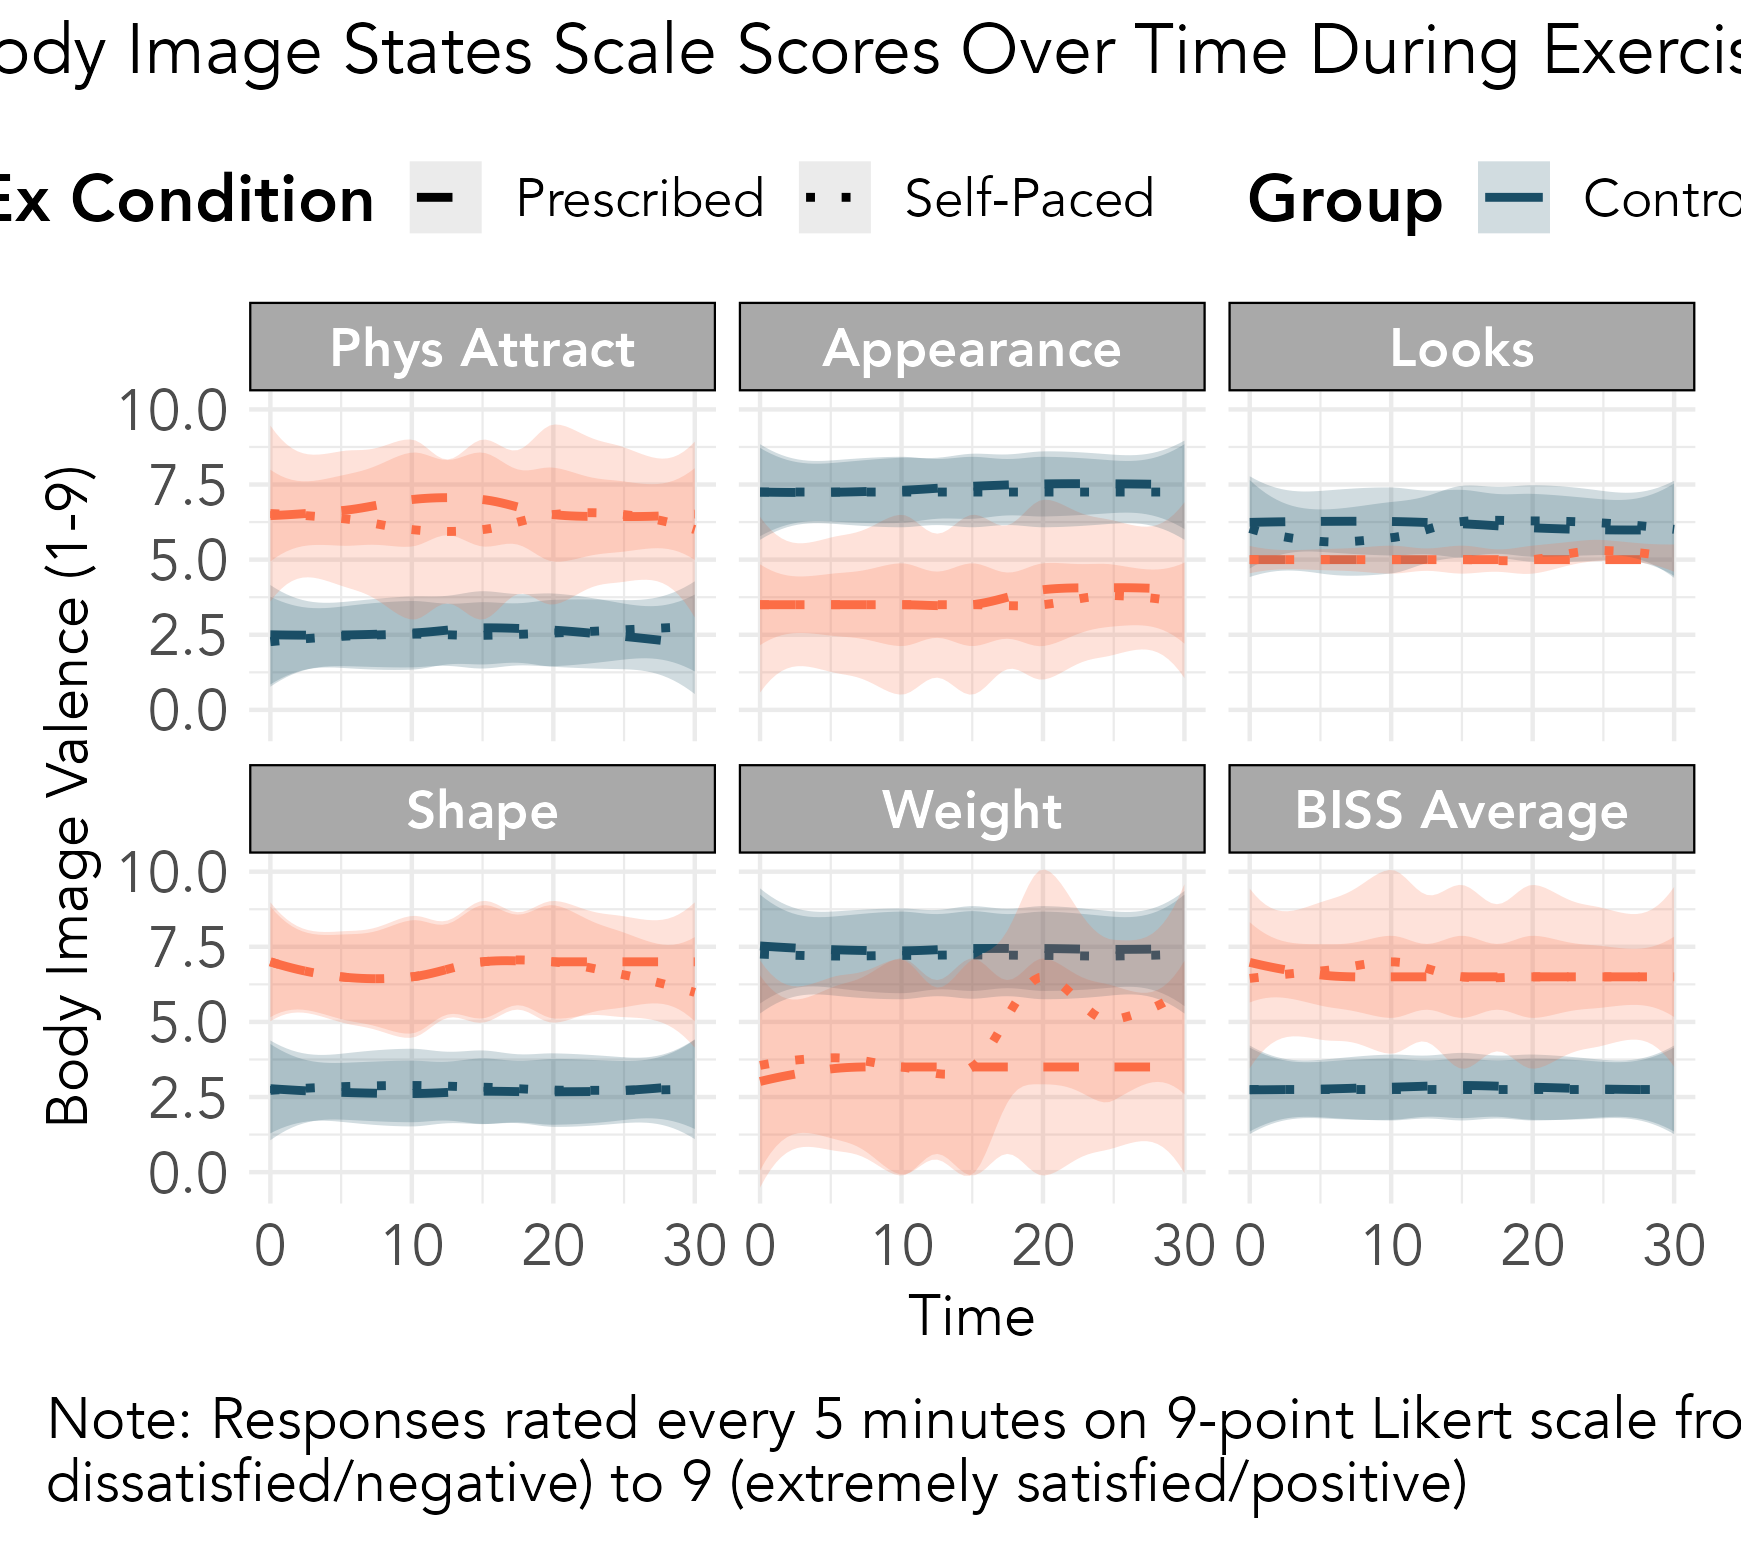 ody Image States Scale Scores Over Time During Exercis
Ex Condition Prescribed Self-Paced Group Contro
Phys Attract Appearance Looks
10.0
7.5
5.0
2.5
0.0
Body Image Valence (1-9)
Shape Weight BISS Average
10.0
7.5
5.0
2.5
0.0
0 10 20 30 0 10 20 30 0 10 20 30
Time
Note: Responses rated every 5 minutes on 9-point Likert scale fro
dissatisfied/negative) to 9 (extremely satisfied/positive)